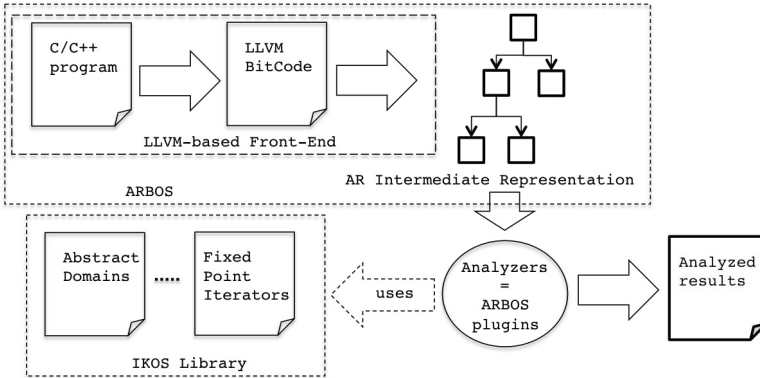 C/C++
program
LLVM
BitCode
LLVM-based Front-End
AR Intermediate Representation
ARBOS
Abstract
Domains
.....
Fixed
Point
Iterators
IKOS Library
uses
Analyzers
=
ARBOS
plugins
Analyzed
results